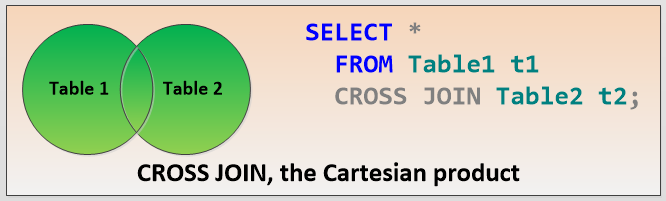 Table 1
Table 2
SELECT *
FROM Table1 t1
CROSS JOIN Table2 t2;
CROSS JOIN, the Cartesian product